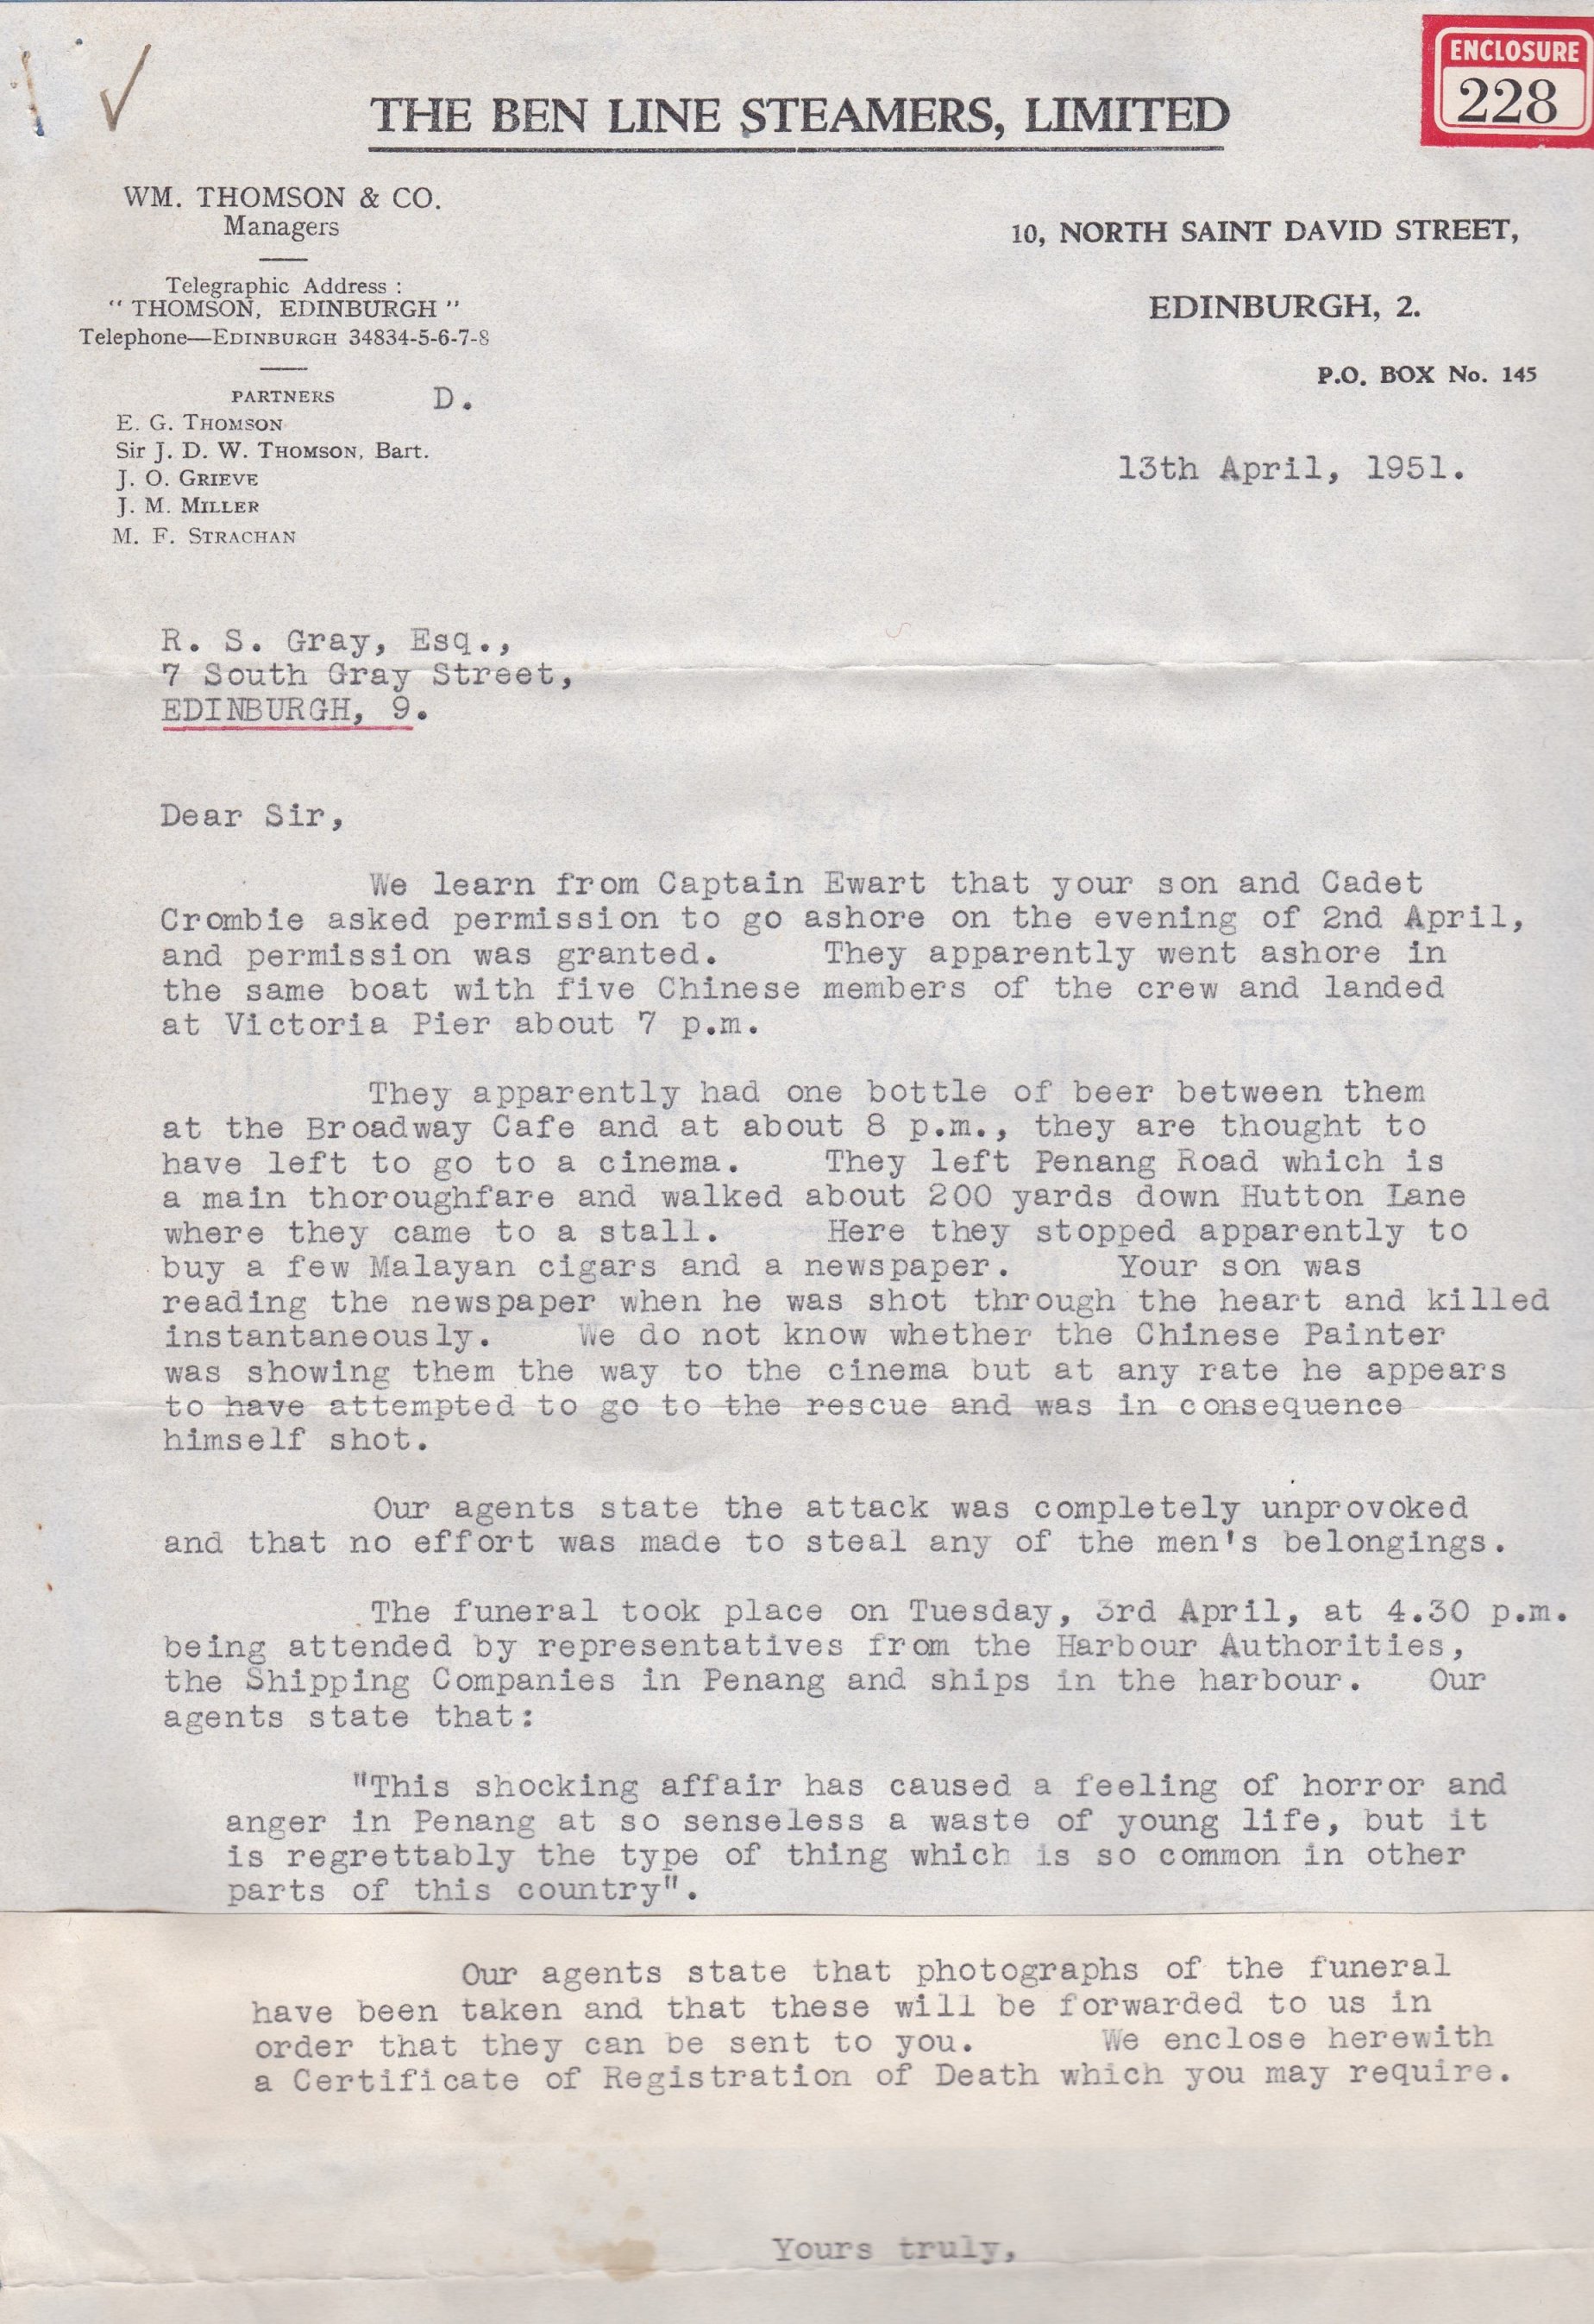 ENCLOSURE
228
THE BEN LINE STEAMERS, LIMITED
WM. THOMSON & CO.
Managers
Telegraphic Address :
" THOMSON, EDINBURGH "
Telephone—EDINBURGH 34834-5-6-7-8
PARTNERS
E. G. THOMSON
Sir J. D. W. THOMSON, Bart.
J. O. GRIEVE
J. M. MILLER
M. F. STRACHAN
D.
10, NORTH SAINT DAVID STREET,
EDINBURGH, 2.
P.O. BOX No. 145
13th April, 1951.
R. S. Gray, Esq.,
7 South Gray Street,
EDINBURGH, 9.
Dear Sir,
We learn from Captain Ewart that your son and Cadet
Crombie asked permission to go ashore on the evening of 2nd April,
and permission was granted. They apparently went ashore in
the same boat with five Chinese members of the crew and landed
at Victoria Pier about 7 p.m.
They apparently had one bottle of beer between them
at the Broadway Cafe and at about 8 p.m., they are thought to
have left to go to a cinema. They left Penang Road which is
a main thoroughfare and walked about 200 yards down Hutton Lane
where they came to a stall. Here they stopped apparently to
buy a few Malayan cigars and a newspaper. Your son was
reading the newspaper when he was shot through the heart and killed
instantaneously. We do not know whether the Chinese Painter
was showing them the way to the cinema but at any rate he appears
to have attempted to go to the rescue and was in consequence
himself shot.
Our agents state the attack was completely unprovoked
and that no effort was made to steal any of the men's belongings.
The funeral took place on Tuesday, 3rd April, at 4.30 p.m.
being attended by representatives from the Harbour Authorities,
the Shipping Companies in Penang and ships in the harbour. Our
agents state that:
"This shocking affair has caused a feeling of horror and
anger in Penang at so senseless a waste of young life, but it
is regrettably the type of thing which is so common in other
parts of this country".
Our agents state that photographs of the funeral
have been taken and that these will be forwarded to us in
order that they can be sent to you. We enclose herewith
a Certificate of Registration of Death which you may require.
Yours truly,